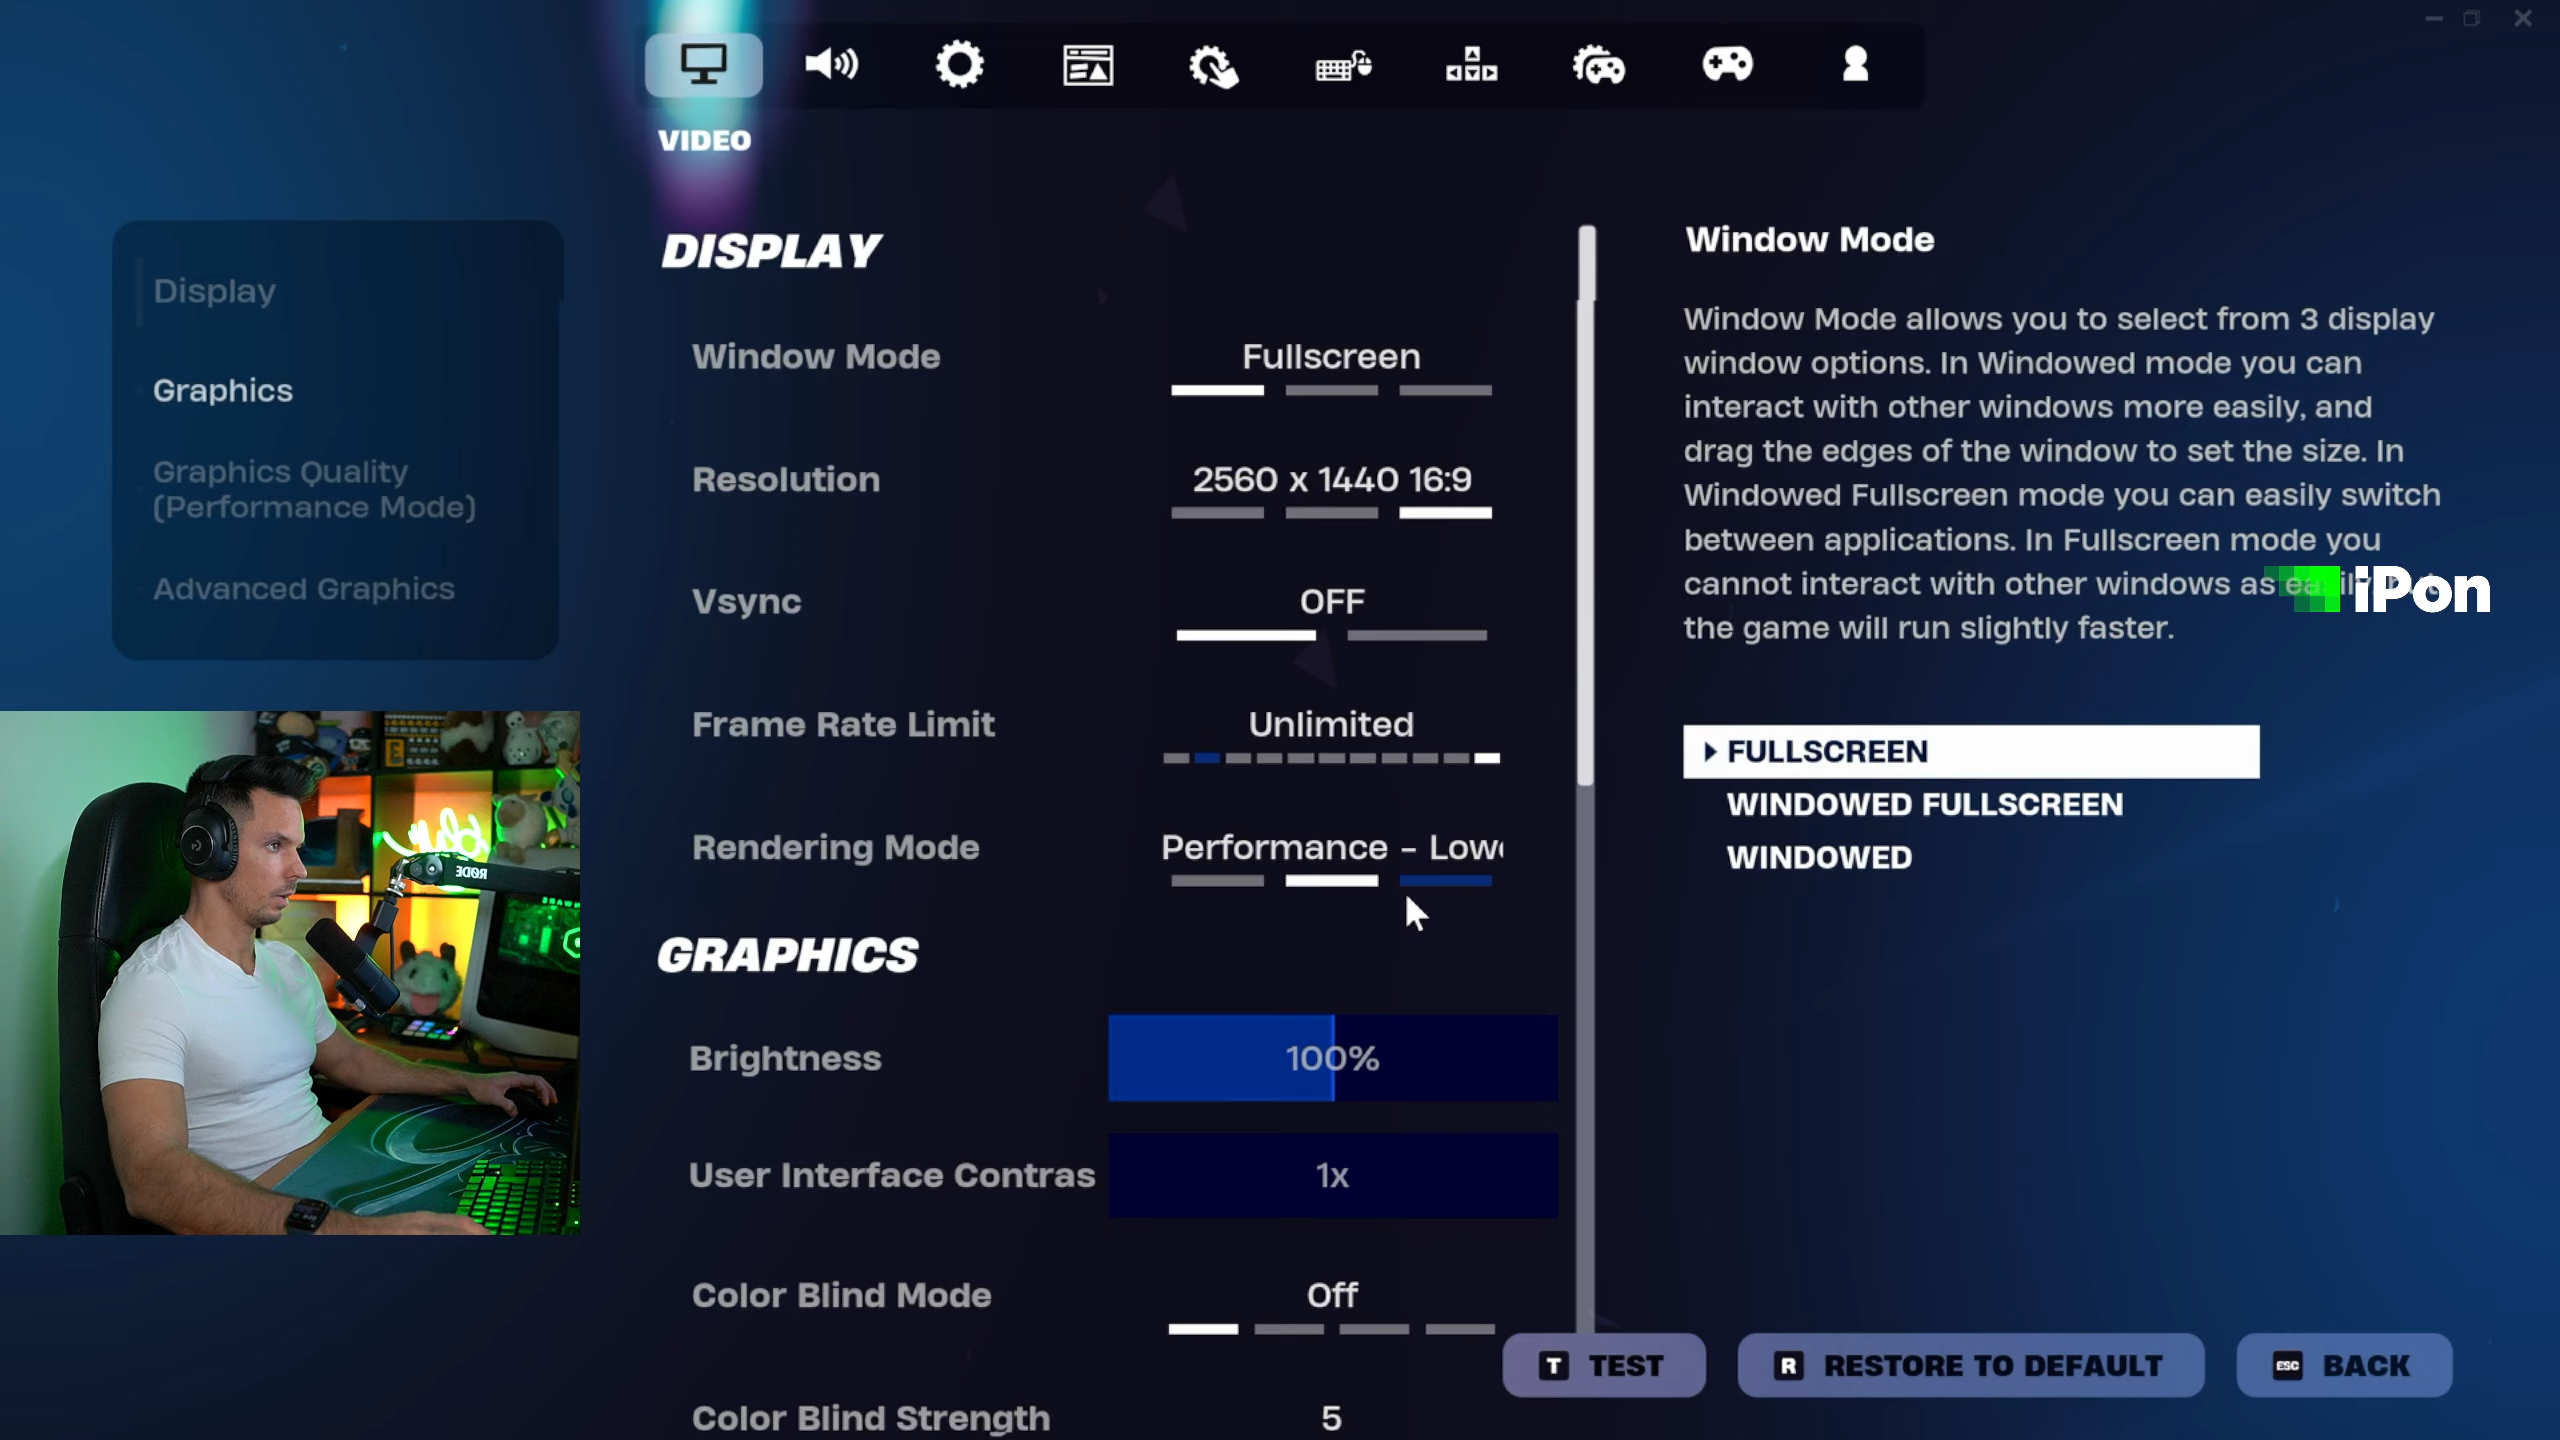 VIDEO
Display
Graphics
Graphics Quality
(Performance Mode)
Advanced Graphics
DISPLAY
Window Mode Fullscreen
Resolution 2560 x 1440 16:9
Vsync OFF
Frame Rate Limit Unlimited
Rendering Mode Performance - Low
GRAPHICS
Brightness 100%
User Interface Contras 1x
Color Blind Mode Off
Color Blind Strength 5
Window Mode
Window Mode allows you to select from 3 display
window options. In Windowed mode you can
interact with other windows more easily, and
drag the edges of the window to set the size. In
Windowed Fullscreen mode you can easily switch
between applications. In Fullscreen mode you
cannot interact with other windows as
the game will run slightly faster.
iPon
FULLSCREEN
WINDOWED FULLSCREEN
WINDOWED
T TEST
R RESTORE TO DEFAULT
ESC BACK
RØDE